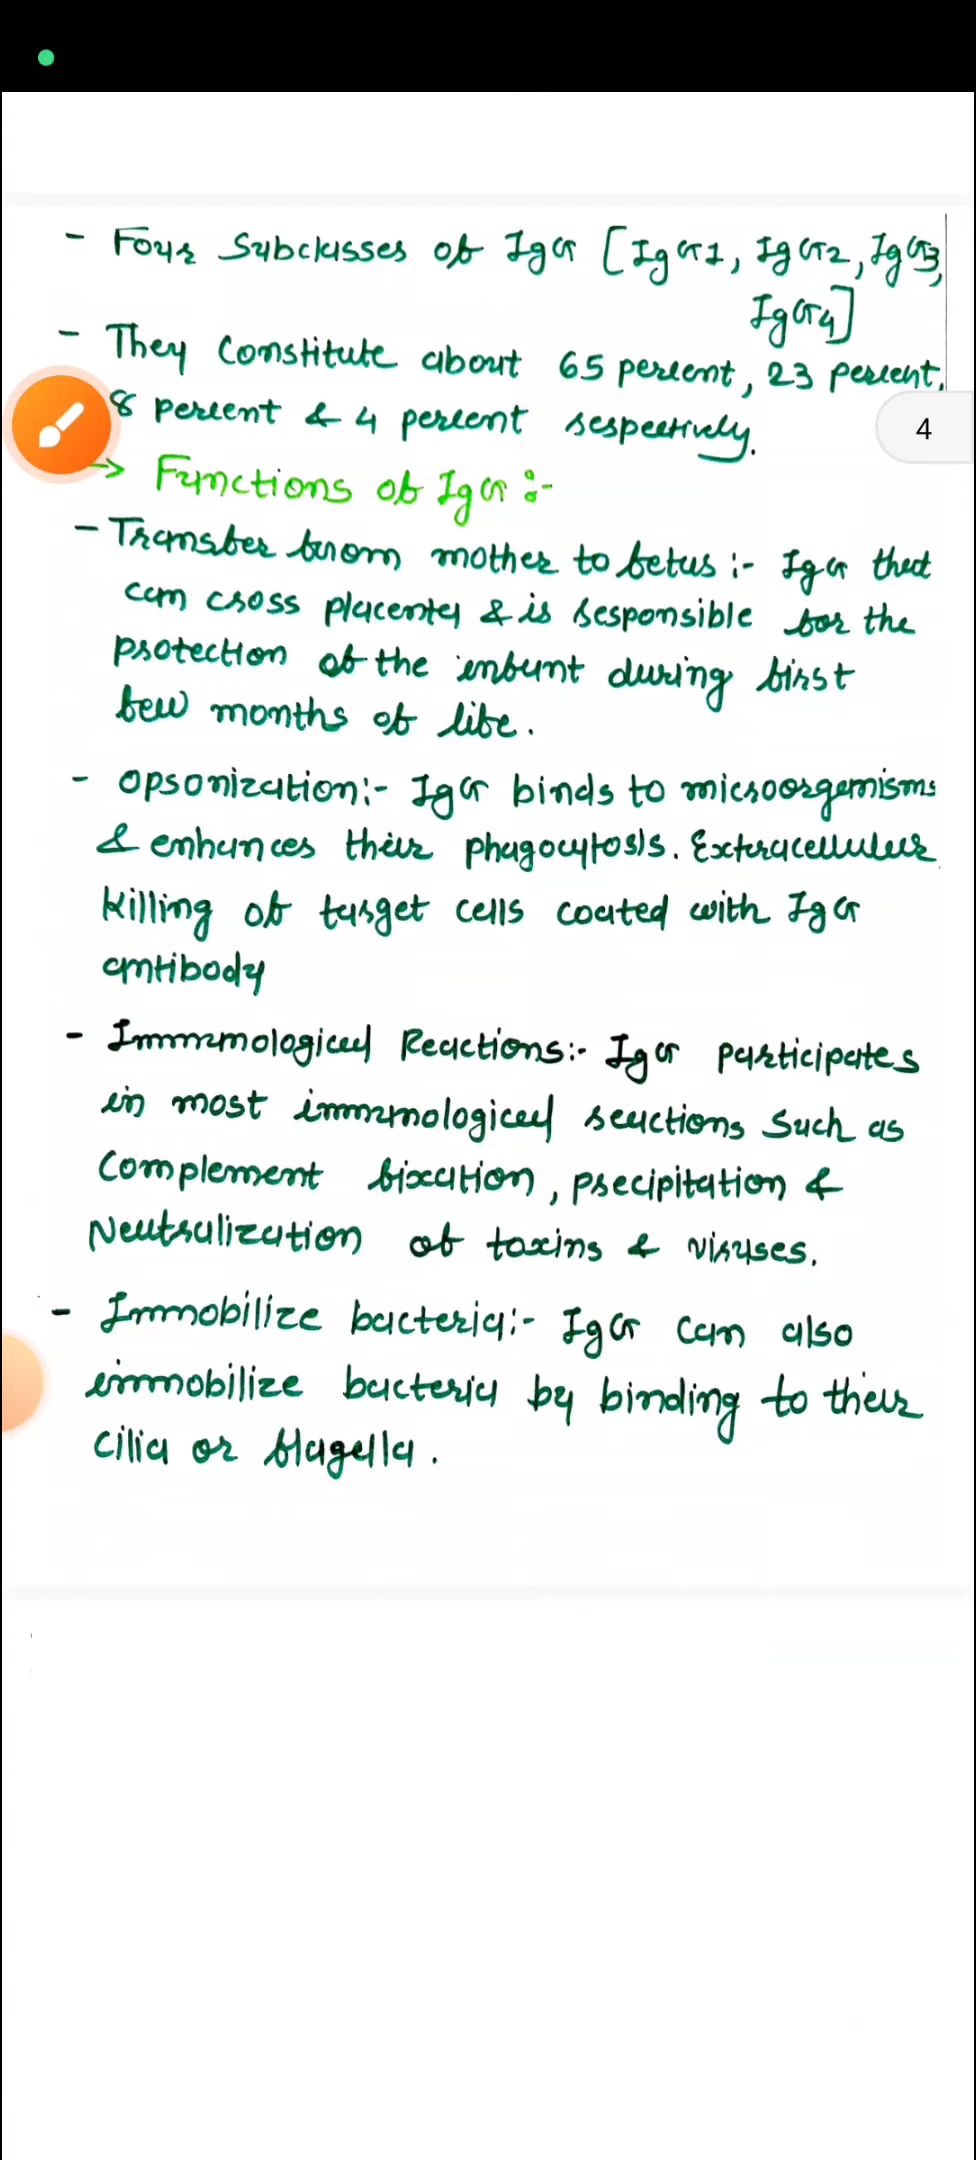 - Four Subclasses of IgG [IgG1, IgG2, IgG3,
IgG4]
- They constitute about 65 percent, 23 percent,
8 percent & 4 percent respectively.
4
→ Functions of IgG :-
- Transfer from mother to fetus :- IgG that
can cross placenta & is responsible for the
protection of the infant during first
few months of life.
- Opsonization:- IgG binds to microorganisms
& enhances their phagocytosis. Extracellular
killing of target cells coated with IgG
antibody
- Immunological Reactions:- IgG participates
in most immunological reactions such as
Complement fixation, precipitation &
Neutralization of toxins & viruses.
- Immobilize bacteria:- IgG can also
immobilize bacteria by binding to their
cilia or flagella.